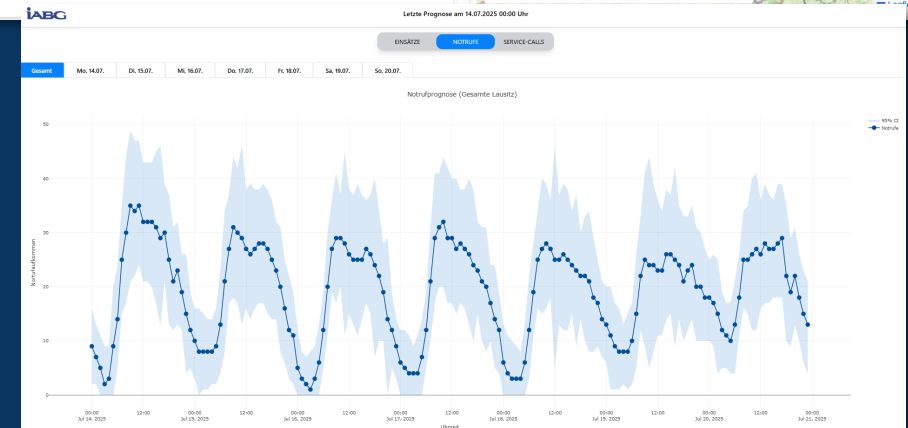 iABG
Letzte Prognose am 14.07.2025 00:00 Uhr
EINSÄTZE NOTRUFE SERVICE-CALLS
Gesamt Mo. 14.07. Di, 15.07. Mi, 16.07. Do, 17.07. Fr, 18.07. Sa, 19.07. So, 20.07.
Notrufprognose (Gesamte Lausitz)
95% CI
Notrufe
Notrufaufkommen
50
40
30
20
10
0
00:00 12:00 00:00 12:00 00:00 12:00 00:00 12:00 00:00 12:00 00:00 12:00 00:00 12:00 00:00
Jul 14, 2025 Jul 15, 2025 Jul 16, 2025 Jul 17, 2025 Jul 18, 2025 Jul 19, 2025 Jul 20, 2025 Jul 21, 2025
Uhrzeit